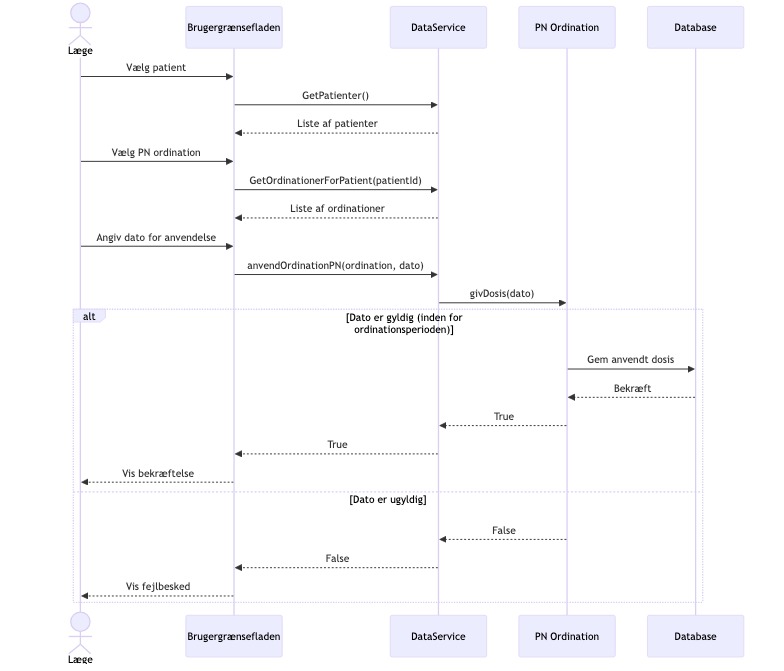 Læge
Brugergrænsefladen
DataService
PN Ordination
Database
Vælg patient
GetPatienter()
Liste af patienter
Vælg PN ordination
GetOrdinationerForPatient(patientId)
Liste af ordinationer
Angiv dato for anvendelse
anvendOrdinationPN(ordination, dato)
givDosis(dato)
alt
[Dato er gyldig (inden for
ordinationsperioden)]
Gem anvendt dosis
Bekræft
True
True
Vis bekræftelse
[Dato er ugyldig]
False
False
Vis fejlbesked
Læge
Brugergrænsefladen
DataService
PN Ordination
Database